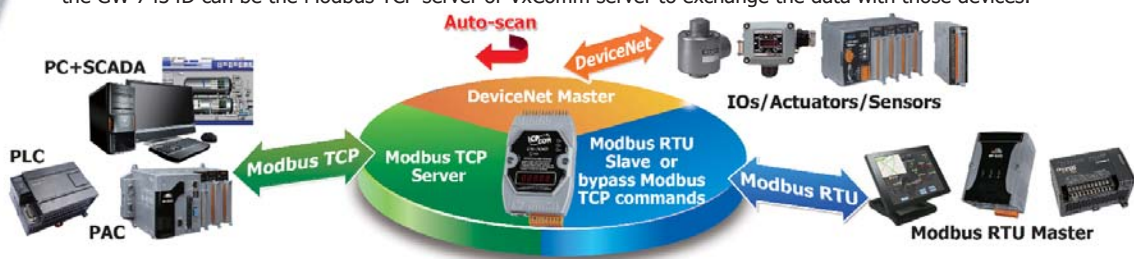 the GW-7434D can be the Modbus TCP server or VxComm server to exchange the data with those devices.
Auto-scan
DeviceNet
PC+SCADA
DeviceNet Master
IOs/Actuators/Sensors
PLC
Modbus TCP
Modbus TCP
Server
Modbus RTU
Slave or
bypass Modbus
TCP commands
Modbus RTU
PAC
Modbus RTU Master